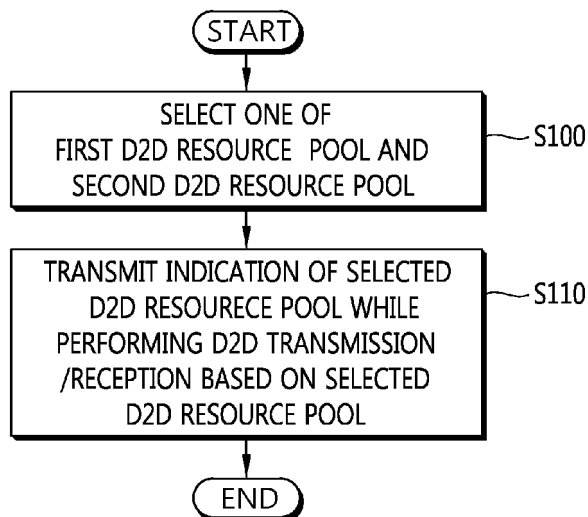 START
SELECT ONE OF
FIRST D2D RESOURCE POOL AND
SECOND D2D RESOURCE POOL
S100
TRANSMIT INDICATION OF SELECTED
D2D RESOURECE POOL WHILE
PERFORMING D2D TRANSMISSION
/RECEPTION BASED ON SELECTED
D2D RESOURCE POOL
S110
END